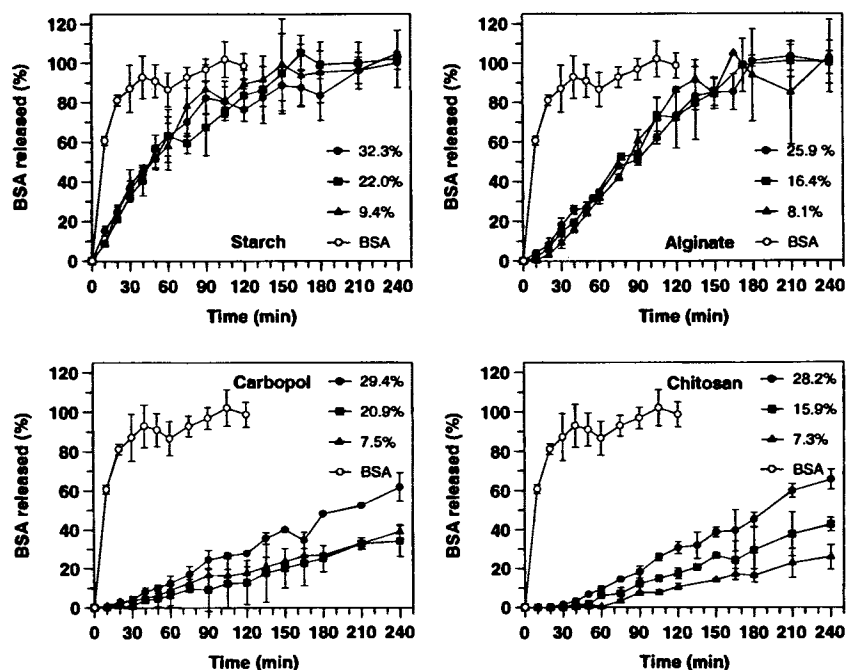 120
100
80
60
40
20
0
BSA released (%)
32.3%
22.0%
9.4%
BSA
Starch
0 30 60 90 120 150 180 210 240
Time (min)
120
100
80
60
40
20
0
BSA released (%)
25.9 %
16.4%
8.1%
BSA
Alginate
0 30 60 90 120 150 180 210 240
Time (min)
120
100
80
60
40
20
0
BSA released (%)
Carbopol
29.4%
20.9%
7.5%
BSA
0 30 60 90 120 150 180 210 240
Time (min)
120
100
80
60
40
20
0
BSA released (%)
Chitosan
28.2%
15.9%
7.3%
BSA
0 30 60 90 120 150 180 210 240
Time (min)